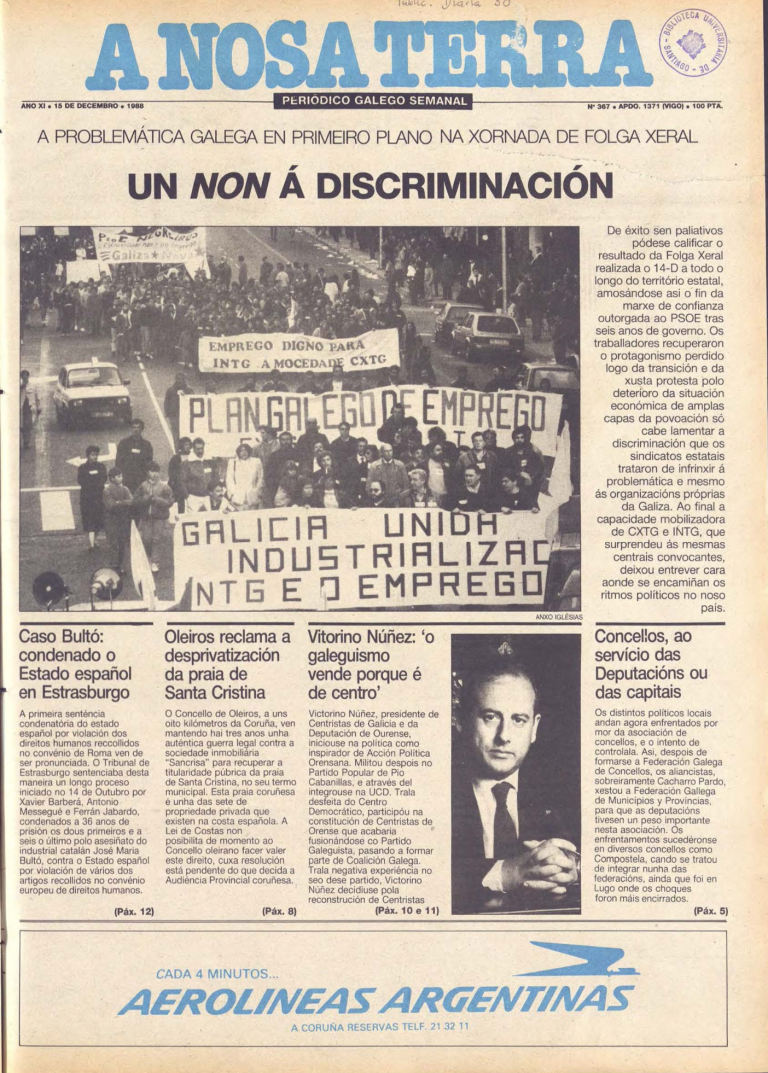 Public. Diaria 30
A NOSA TERRA
BIBLIOTECA UNIVERSITARIA DE SANTIAGO
PERIÓDICO GALEGO SEMANAL
ANO XI • 15 DE DECEMBRO • 1988
Nº 367 • APDO. 1371 (VIGO) • 100 PTA.
A PROBLEMÁTICA GALEGA EN PRIMEIRO PLANO NA XORNADA DE FOLGA XERAL
UN NON Á DISCRIMINACIÓN
PSOE
Galiza
EMPREGO DIGNO PARA
INTG A MOCEDADE CXTG
PLAN GALEGO DE EMPREGO
GALICIA UNIDA
INDUSTRIALIZAC
NTG E O EMPREGO
ANXO IGLÉSIAS
De éxito sen paliativos
pódese calificar o
resultado da Folga Xeral
realizada o 14-D a todo o
longo do território estatal,
amosándose asi o fin da
marxe de confianza
outorgada ao PSOE tras
seis anos de governo. Os
traballadores recuperaron
o protagonismo perdido
logo da transición e da
xusta protesta polo
deterioro da situación
económica de amplas
capas da povoación só
cabe lamentar a
discriminación que os
sindicatos estatais
trataron de infrinxir á
problemática e mesmo
ás organizacións próprias
da Galiza. Ao final a
capacidade mobilizadora
de CXTG e INTG, que
surprendeu ás mesmas
centrais convocantes,
deixou entrever cara
aonde se encamiñan os
ritmos políticos no noso
país.
Caso Bultó:
condenado o
Estado español
en Estrasburgo
A primeira senténcia
condenatória do estado
español por violación dos
direitos humanos reccollidos
no convénio de Roma ven de
ser pronunciada. O Tribunal de
Estrasburgo sentenciaba desta
maneira un longo proceso
iniciado no 14 de Outubro por
Xavier Barberá, Antonio
Messegué e Ferrán Jabardo,
condenados a 36 anos de
prisión os dous primeiros e a
seis o último polo asesiñato do
industrial catalán José María
Bultó, contra o Estado español
por violación de vários dos
artigos recollidos no convénio
europeu de direitos humanos.
(Páx. 12)
Oleiros reclama a
desprivatización
da praia de
Santa Cristina
O Concello de Oleiros, a uns
oito kilómetros da Coruña, ven
mantendo hai tres anos unha
auténtica guerra legal contra a
sociedade inmobiliária
"Sancrisa" para recuperar a
titularidade púbrica da praia
de Santa Cristina, no seu termo
municipal. Esta praia coruñesa
é unha das sete de
propriedade privada que
existen na costa española. A
Lei de Costas non
posibilita de momento ao
Concello oleirano facer valer
este direito, cuxa resolución
está pendente do que decida a
Audiéncia Provincial coruñesa.
(Páx. 8)
Vitorino Núñez: 'o
galeguismo
vende porque é
de centro'
Victorino Núñez, presidente de
Centristas de Galícia e da
Deputación de Ourense,
iniciouse na política como
inspirador de Acción Política
Orensana. Militou despois no
Partido Popular de Pio
Cabanillas, e através del
integrouse na UCD. Trala
desfeita do Centro
Democrático, participou na
constitución de Centristas de
Orense que acabaria
fusionándose co Partido
Galeguista, pasando a formar
parte de Coalición Galega.
Trala negativa experiéncia no
seo dese partido, Victorino
Núñez decidiuse pola
reconstrución de Centristas
(Páx. 10 e 11)
Concellos, ao
servício das
Deputacións ou
das capitais
Os distintos políticos locais
andan agora enfrontados por
mor da asociación de
concellos, e o intento de
controlala. Asi, despois de
formarse a Federación Galega
de Concellos, os aliancistas,
sobreiramente Cacharro Pardo,
xestou a Federación Gallega
de Municípios y Províncias,
para que as deputacións
tivesen un peso importante
nesta asociación. Os
enfrentamentos sucedéronse
en diversos concellos como
Compostela, cando se tratou
de integrar nunha das
federacións, ainda que foi en
Lugo onde os choques
foron máis encirrados.
(Páx. 5)
CADA 4 MINUTOS...
AEROLINEAS ARGENTINAS
A CORUÑA RESERVAS TELF. 21 32 11